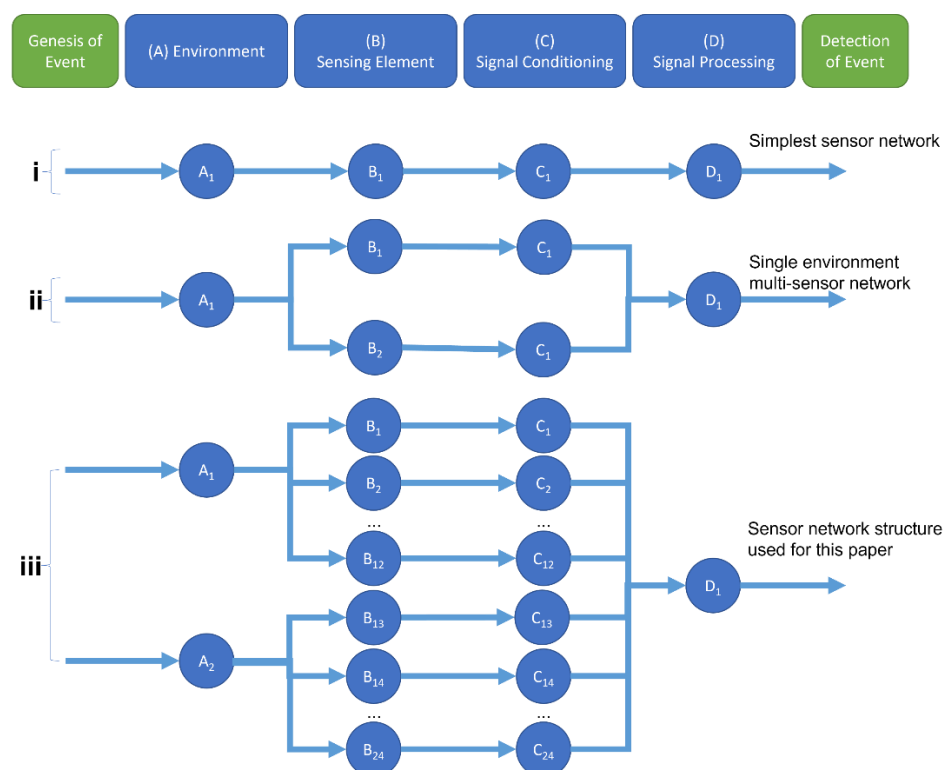 Genesis of
Event
(A) Environment
(B)
Sensing Element
(C)
Signal Conditioning
(D)
Signal Processing
Detection
of Event
i
A1
B1
C1
D1
Simplest sensor network
ii
A1
B1
C1
B2
C1
D1
Single environment
multi-sensor network
iii
A1
B1
C1
B2
C2
...
...
B12
C12
A2
B13
C13
B14
C14
...
...
B24
C24
D1
Sensor network structure
used for this paper